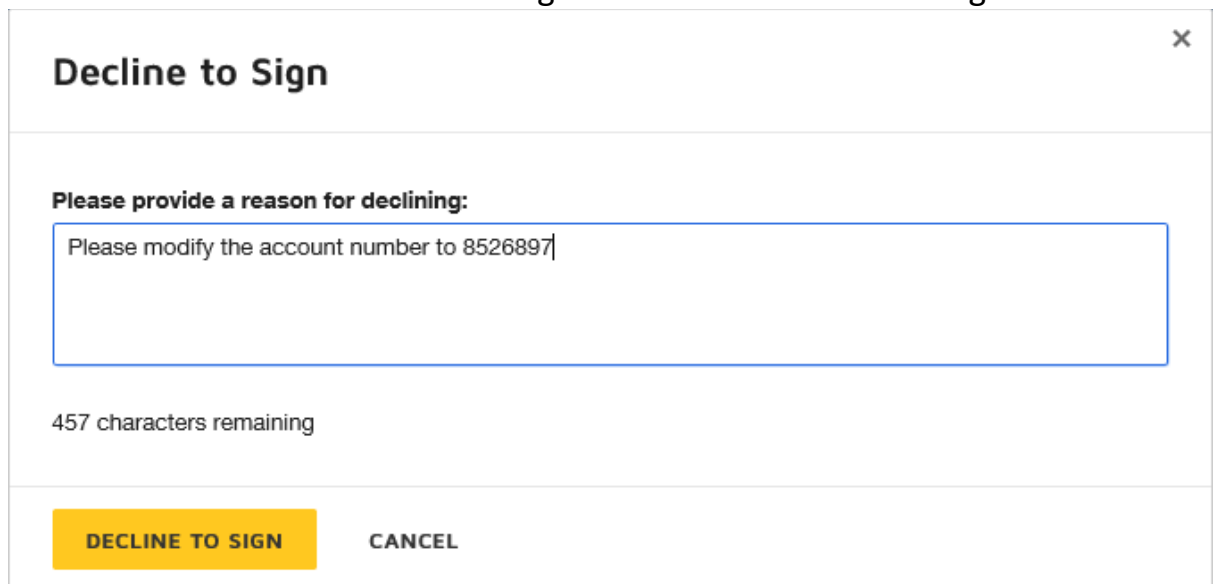 Decline to Sign
×
Please provide a reason for declining:
Please modify the account number to 8526897
457 characters remaining
DECLINE TO SIGN
CANCEL